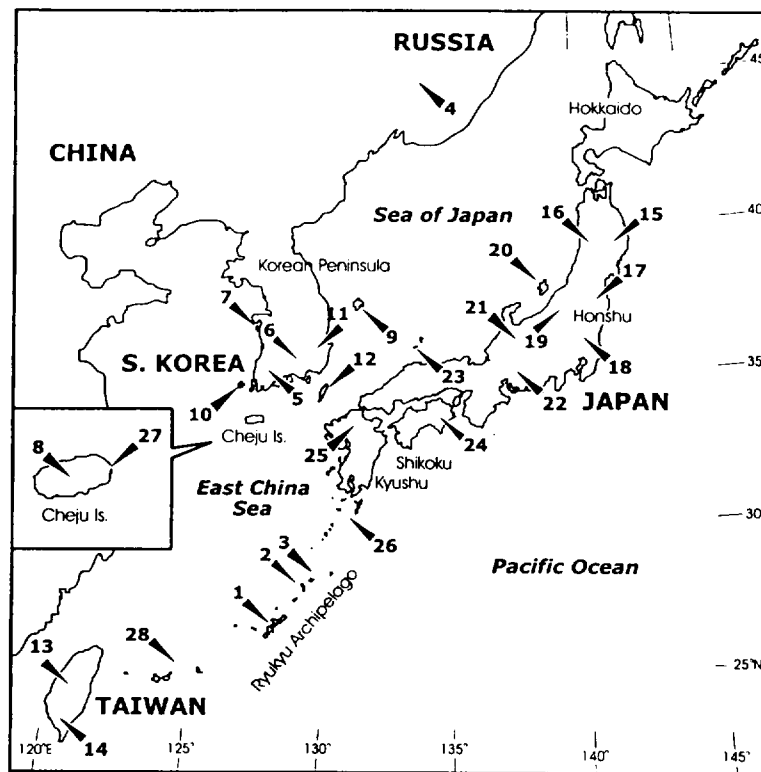 RUSSIA
45
4
Hokkaido
CHINA
Sea of Japan
40
16
15
Korean Peninsula
20
17
7
6
11
9
21
Honshu
19
S. KOREA
12
18
35
10
5
23
22
JAPAN
8
27
Cheju Is.
25
24
Shikoku
Kyushu
Cheju Is.
East China
Sea
30
26
2
3
Pacific Ocean
1
Ryukyu Archipelago
13
28
25°N
TAIWAN
14
120°E
125°
130°
135°
140°
145°